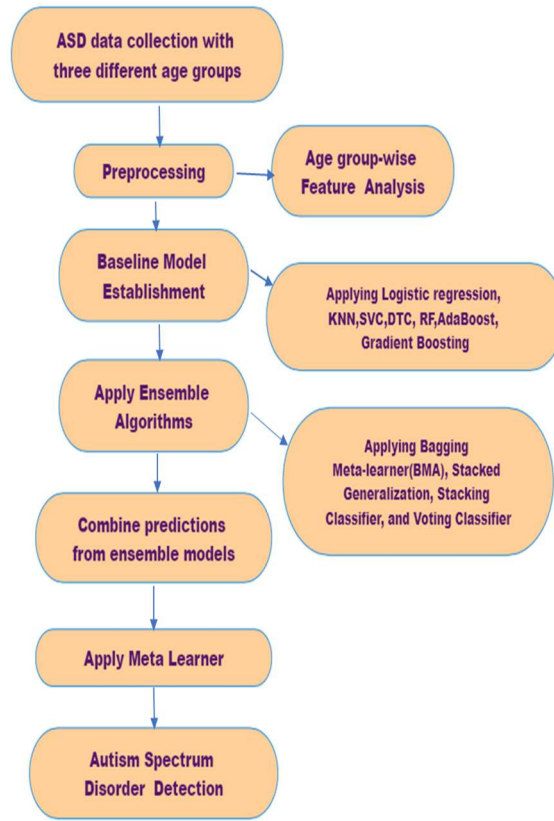 ASD data collection with
three different age groups
Preprocessing
Age group-wise
Feature Analysis
Baseline Model
Establishment
Applying Logistic regression,
KNN,SVC,DTC, RF,AdaBoost,
Gradient Boosting
Apply Ensemble
Algorithms
Applying Bagging
Meta-learner(BMA), Stacked
Generalization, Stacking
Classifier, and Voting Classifier
Combine predictions
from ensemble models
Apply Meta Learner
Autism Spectrum
Disorder Detection